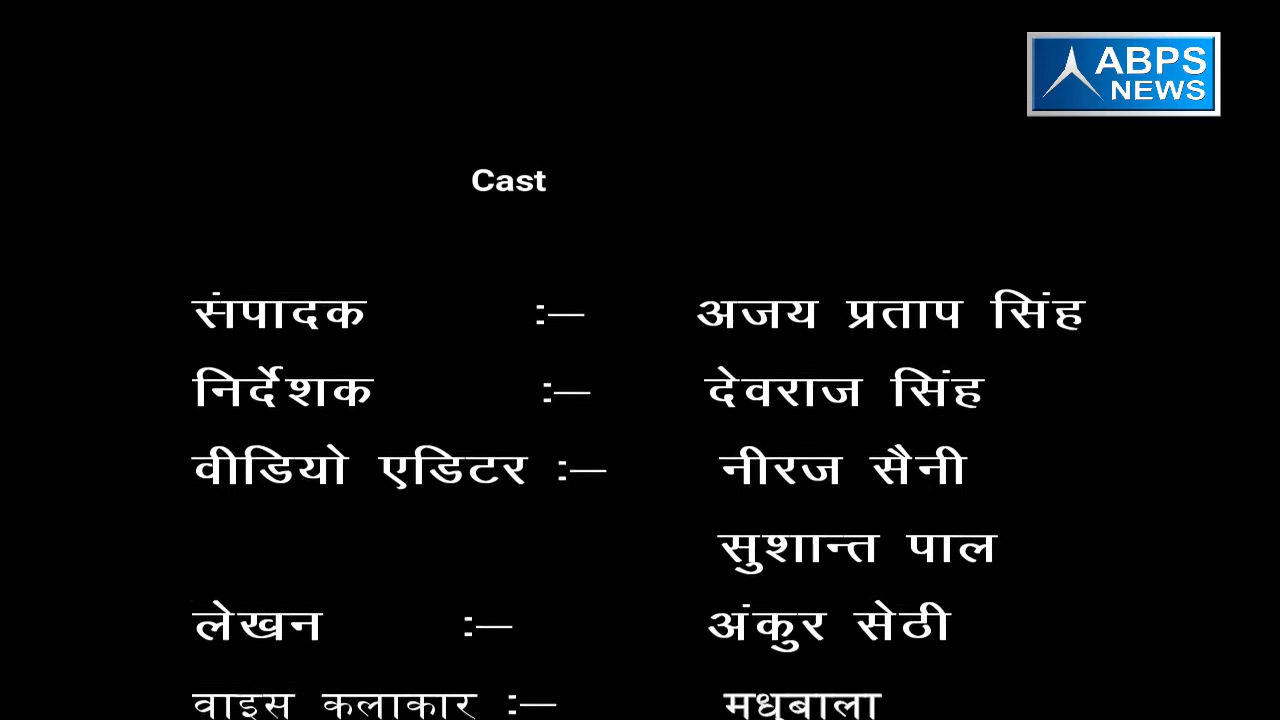 ABPS
NEWS
Cast
संपादक :— अजय प्रताप सिंह
निर्देशक :— देवराज सिंह
वीडियो एडिटर :— नीरज सैनी
सुशान्त पाल
लेखन :— अंकुर सेठी
वाइस कलाकार :— मधुबाला